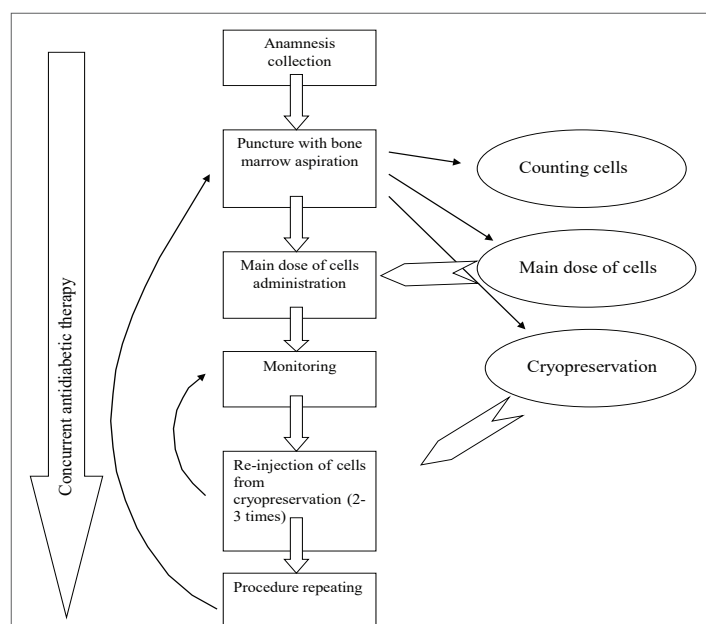 Anamnesis
collection
Puncture with bone
marrow aspiration
Counting cells
Main dose of cells
administration
Main dose of cells
Monitoring
Cryopreservation
Re-injection of cells
from
cryopreservation (2-
3 times)
Procedure repeating
Concurrent antidiabetic therapy